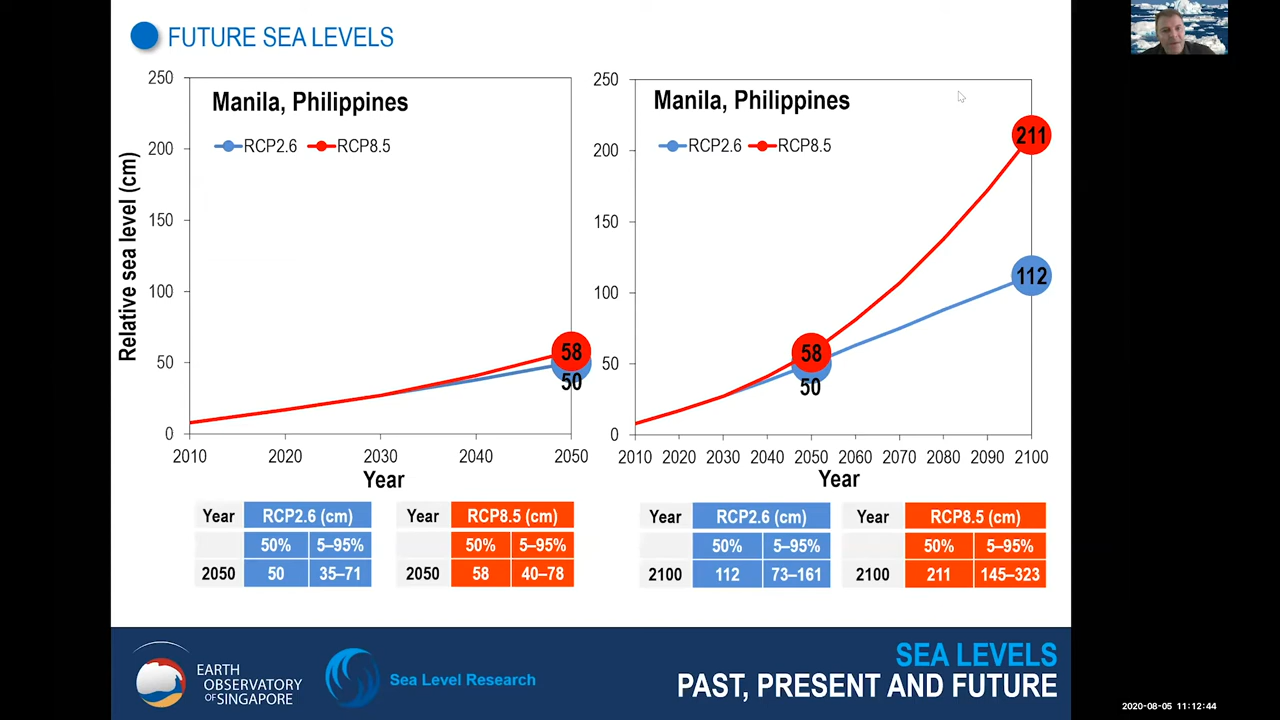 FUTURE SEA LEVELS
Manila, Philippines
RCP2.6 RCP8.5
Relative sea level (cm)
250
200
150
100
50
0
58
50
2010 2020 2030 2040 2050
Year
Manila, Philippines
RCP2.6 RCP8.5
250
200
150
100
50
0
211
112
58
50
2010 2020 2030 2040 2050 2060 2070 2080 2090 2100
Year
Year RCP2.6 (cm)
50% 5–95%
2050 50 35–71
Year RCP8.5 (cm)
50% 5–95%
2050 58 40–78
Year RCP2.6 (cm)
50% 5–95%
2100 112 73–161
Year RCP8.5 (cm)
50% 5–95%
2100 211 145–323
EARTH
OBSERVATORY
OF SINGAPORE
Sea Level Research
SEA LEVELS
PAST, PRESENT AND FUTURE
2020-08-05 11:12:44